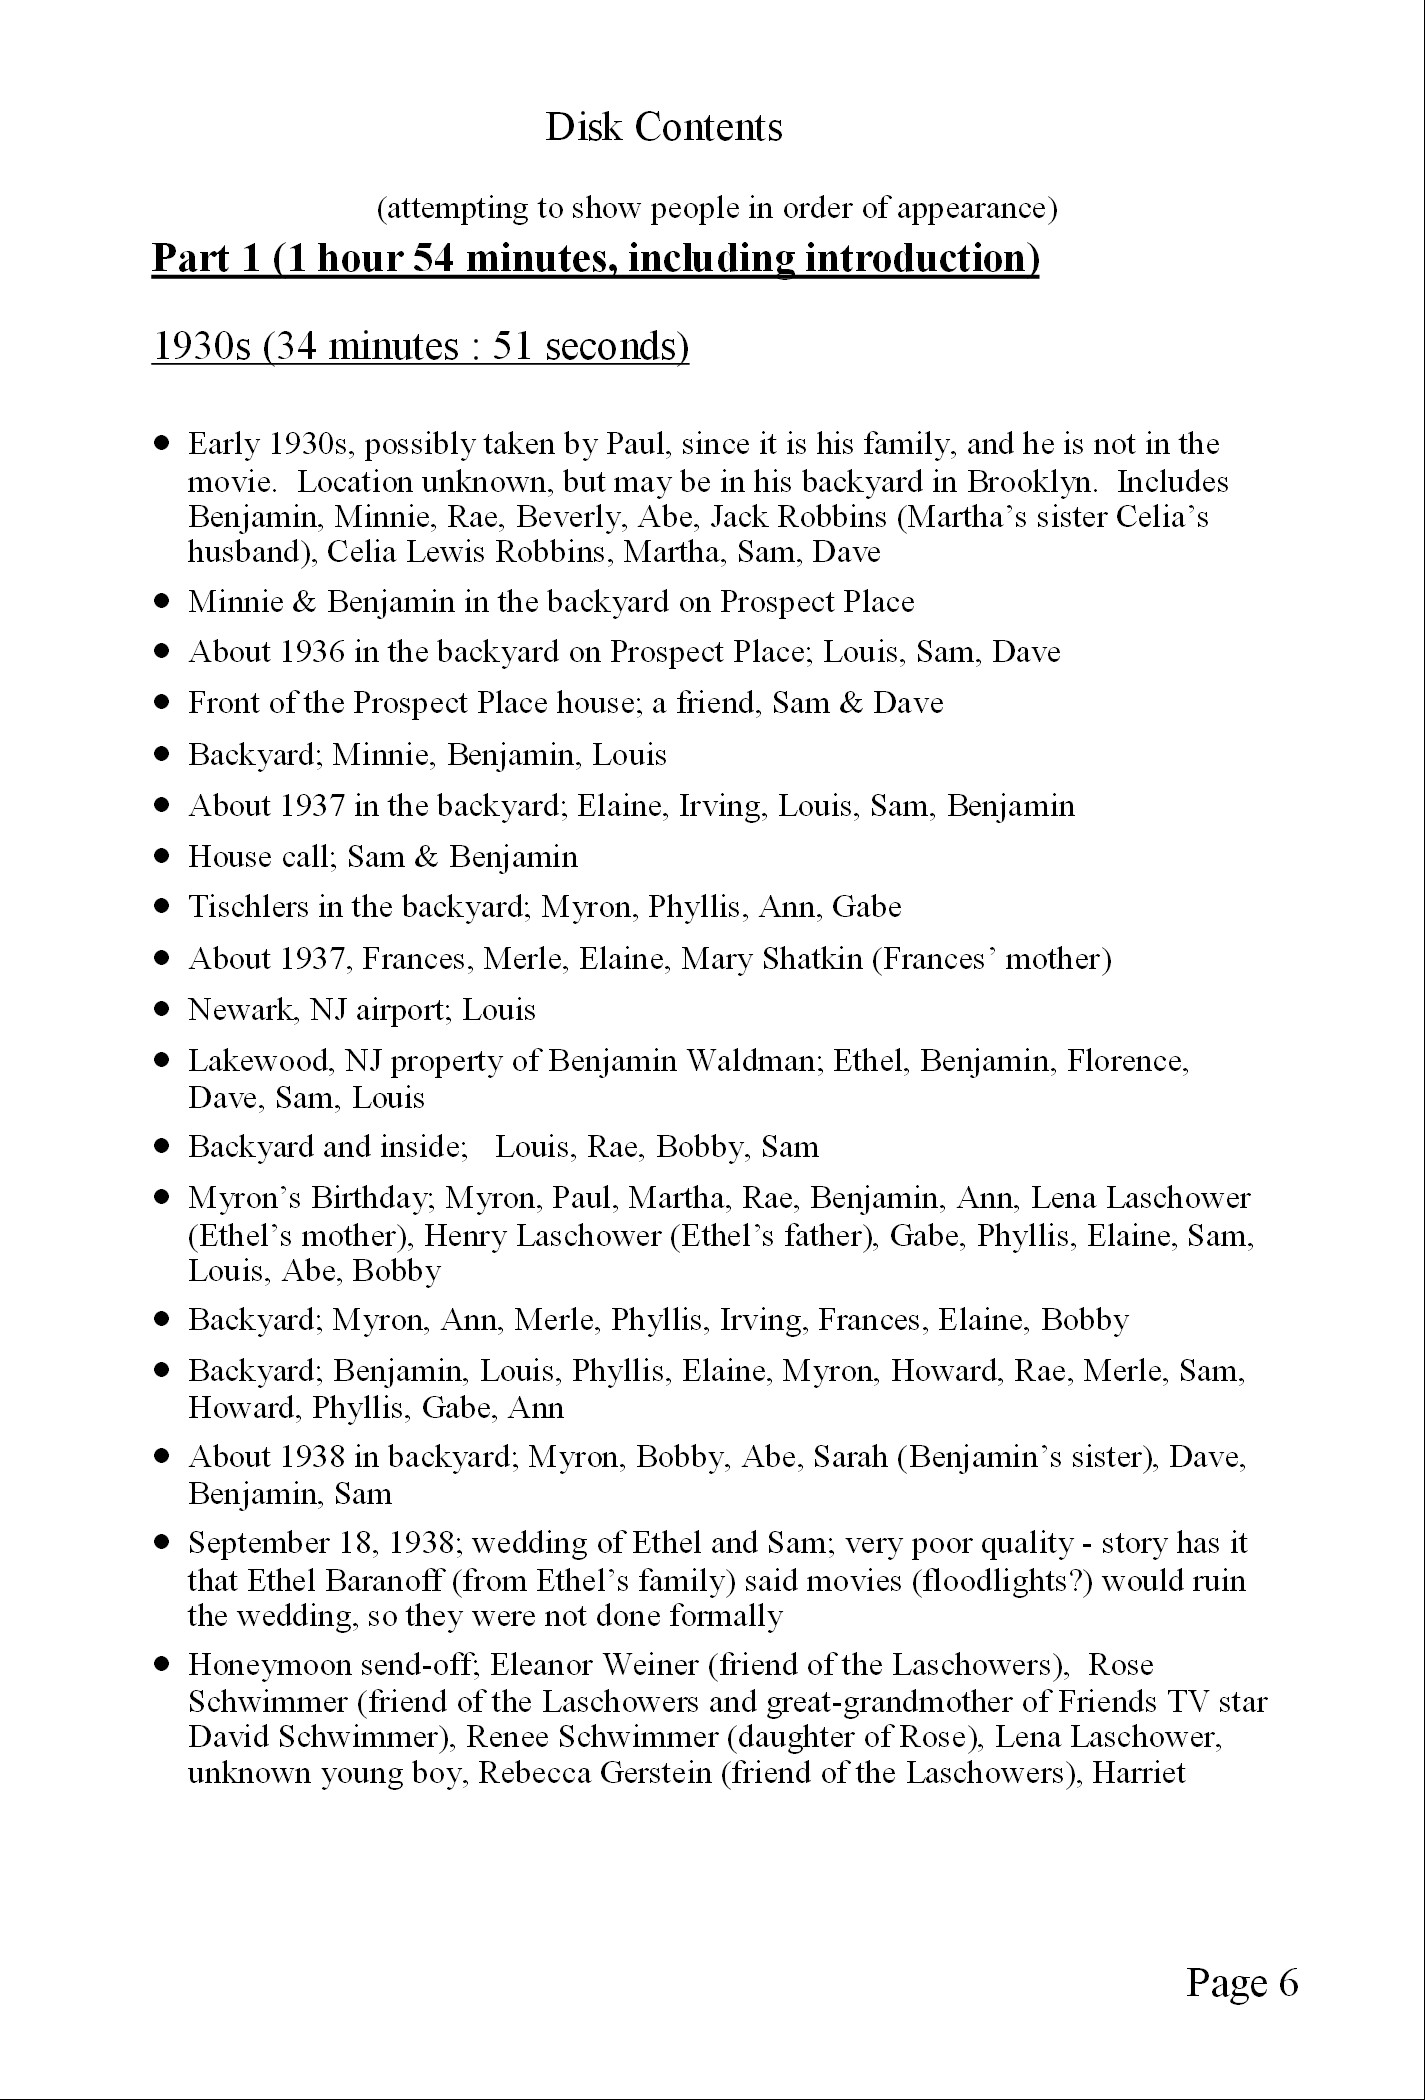 Disk Contents
(attempting to show people in order of appearance)
Part 1 (1 hour 54 minutes, including introduction)
1930s (34 minutes : 51 seconds)
● Early 1930s, possibly taken by Paul, since it is his family, and he is not in the
movie.  Location unknown, but may be in his backyard in Brooklyn.  Includes
Benjamin, Minnie, Rae, Beverly, Abe, Jack Robbins (Martha’s sister Celia’s
husband), Celia Lewis Robbins, Martha, Sam, Dave
● Minnie & Benjamin in the backyard on Prospect Place
● About 1936 in the backyard on Prospect Place; Louis, Sam, Dave
● Front of the Prospect Place house; a friend, Sam & Dave
● Backyard; Minnie, Benjamin, Louis
● About 1937 in the backyard; Elaine, Irving, Louis, Sam, Benjamin
● House call; Sam & Benjamin
● Tischlers in the backyard; Myron, Phyllis, Ann, Gabe
● About 1937, Frances, Merle, Elaine, Mary Shatkin (Frances’ mother)
● Newark, NJ airport; Louis
● Lakewood, NJ property of Benjamin Waldman; Ethel, Benjamin, Florence,
Dave, Sam, Louis
● Backyard and inside;   Louis, Rae, Bobby, Sam
● Myron’s Birthday; Myron, Paul, Martha, Rae, Benjamin, Ann, Lena Laschower
(Ethel’s mother), Henry Laschower (Ethel’s father), Gabe, Phyllis, Elaine, Sam,
Louis, Abe, Bobby
● Backyard; Myron, Ann, Merle, Phyllis, Irving, Frances, Elaine, Bobby
● Backyard; Benjamin, Louis, Phyllis, Elaine, Myron, Howard, Rae, Merle, Sam,
Howard, Phyllis, Gabe, Ann
● About 1938 in backyard; Myron, Bobby, Abe, Sarah (Benjamin’s sister), Dave,
Benjamin, Sam
● September 18, 1938; wedding of Ethel and Sam; very poor quality - story has it
that Ethel Baranoff (from Ethel’s family) said movies (floodlights?) would ruin
the wedding, so they were not done formally
● Honeymoon send-off; Eleanor Weiner (friend of the Laschowers),  Rose
Schwimmer (friend of the Laschowers and great-grandmother of Friends TV star
David Schwimmer), Renee Schwimmer (daughter of Rose), Lena Laschower,
unknown young boy, Rebecca Gerstein (friend of the Laschowers), Harriet
Page 6